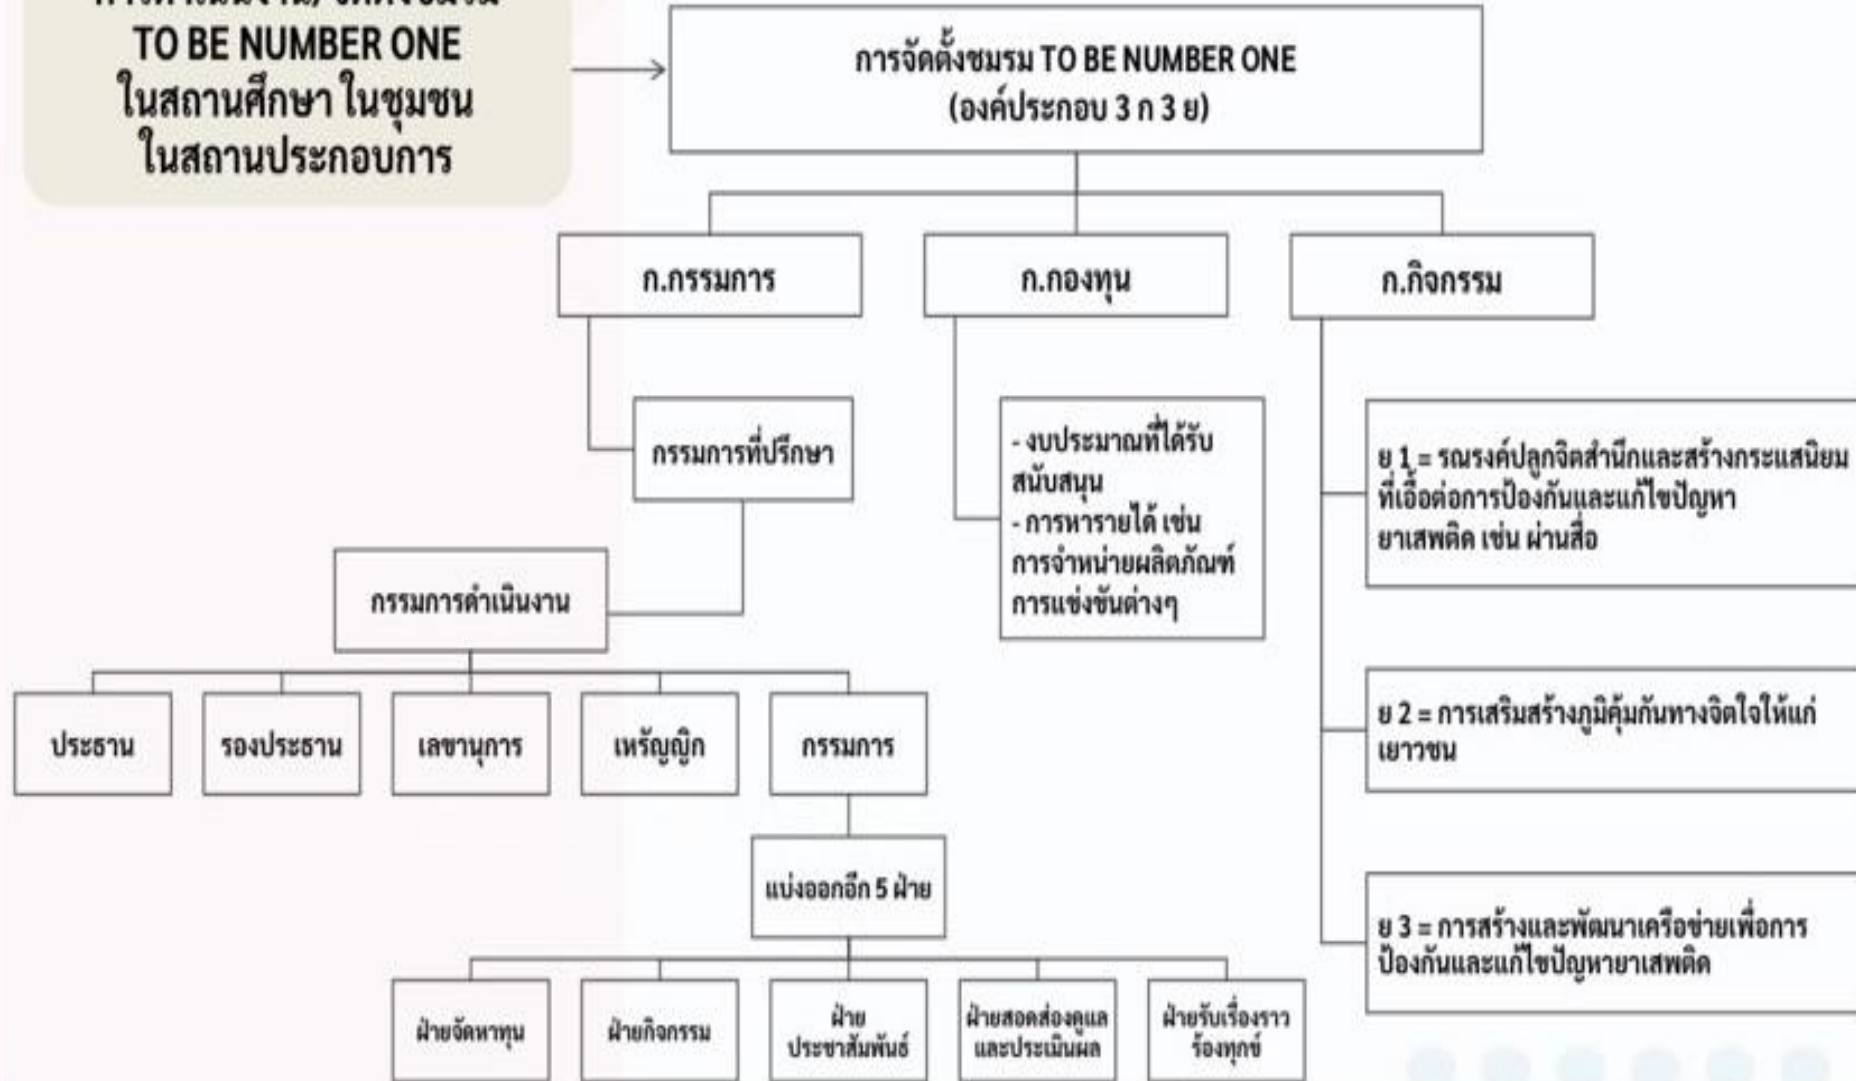 TO BE NUMBER ONE
ในสถานศึกษา ในชุมชน
ในสถานประกอบการ
การจัดตั้งชมรม TO BE NUMBER ONE
(องค์ประกอบ 3 ก 3 ย)
ก.กรรมการ
ก.กองทุน
ก.กิจกรรม
กรรมการที่ปรึกษา
- งบประมาณที่ได้รับ
สนับสนุน
- การหารายได้ เช่น
การจำหน่ายผลิตภัณฑ์
การแข่งขันต่างๆ
ย 1 = รณรงค์ปลูกจิตสำนึกและสร้างกระแสนิยม
ที่เอื้อต่อการป้องกันและแก้ไขปัญหา
ยาเสพติด เช่น ผ่านสื่อ
กรรมการดำเนินงาน
ประธาน
รองประธาน
เลขานุการ
เหรัญญิก
กรรมการ
ย 2 = การเสริมสร้างภูมิคุ้มกันทางจิตใจให้แก่
เยาวชน
แบ่งออกอีก 5 ฝ่าย
ย 3 = การสร้างและพัฒนาเครือข่ายเพื่อการ
ป้องกันและแก้ไขปัญหายาเสพติด
ฝ่ายจัดหาทุน
ฝ่ายกิจกรรม
ฝ่าย
ประชาสัมพันธ์
ฝ่ายสอดส่องดูแล
และประเมินผล
ฝ่ายรับเรื่องราว
ร้องทุกข์